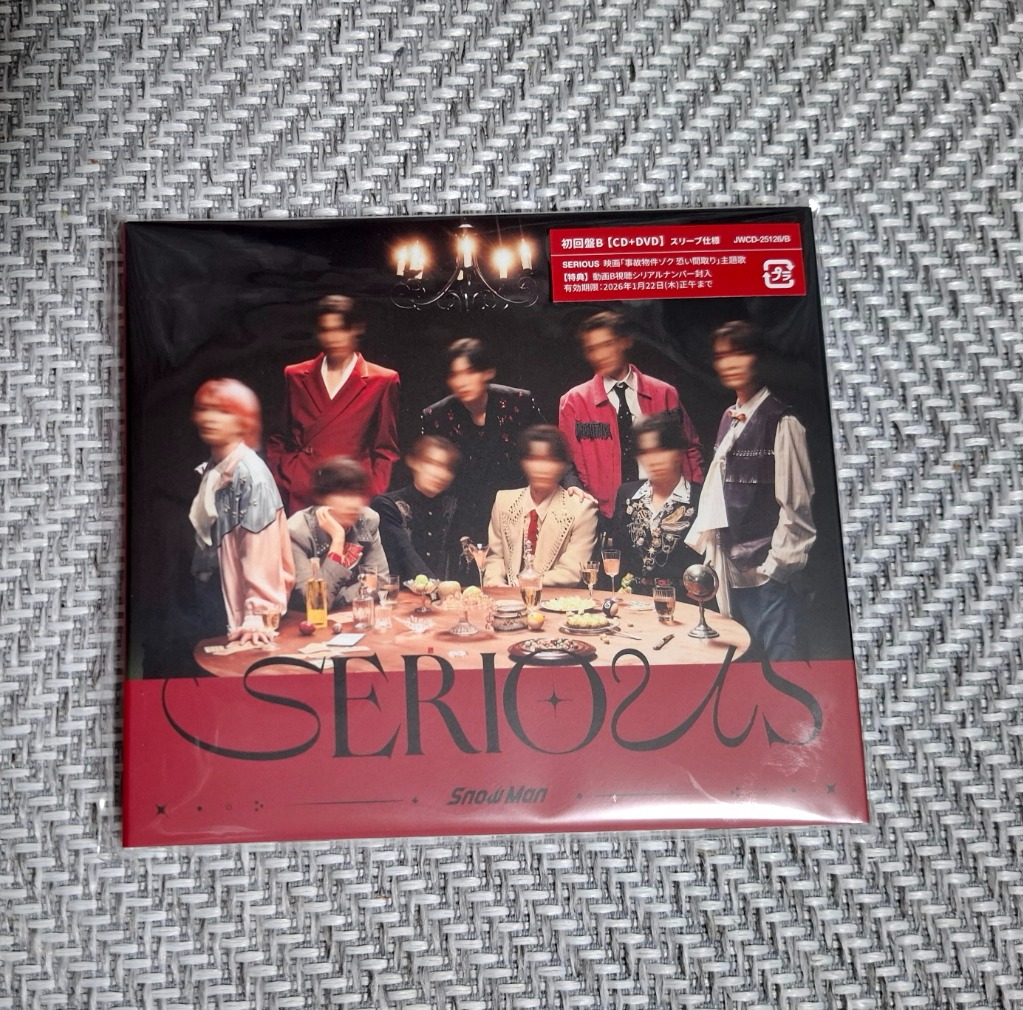 初回盤B【CD+DVD】スリーブ仕様 JWCD-25126/B
SERIOUS 映画「事故物件ゾク 恐い間取り」主題歌
【特典】動画B視聴シリアルナンバー封入
有効期限：2026年1月22日(木)正午まで
プラ
SERIOUS
Snow Man